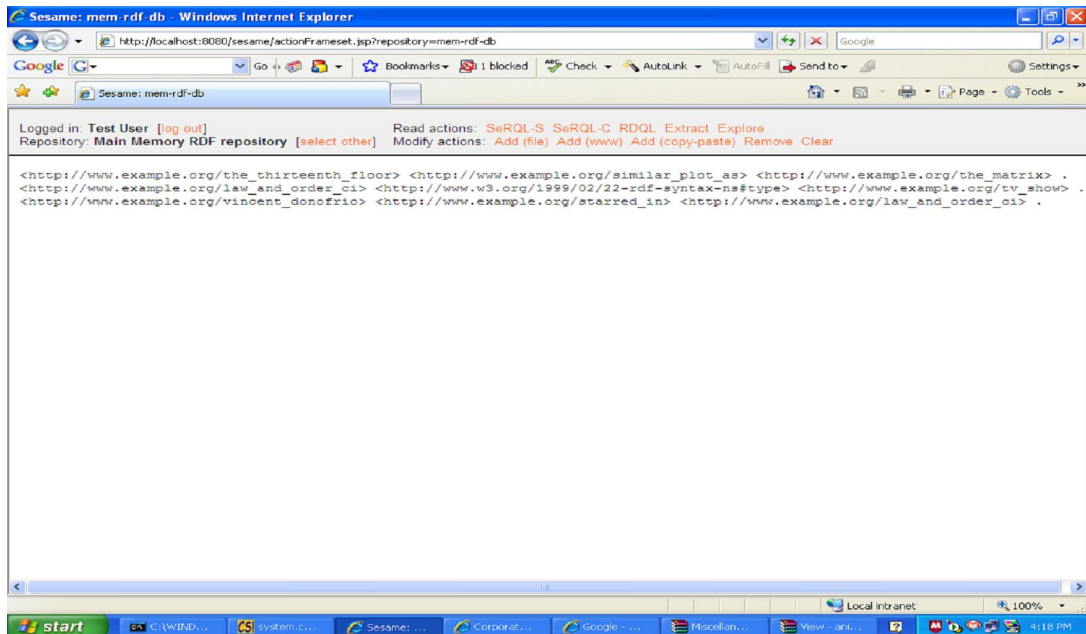 Sesame: mem-rdf-db - Windows Internet Explorer
http://localhost:8080/sesame/actionFrameset.jsp?repository=mem-rdf-db
Google
Google G Go Bookmarks 1 blocked ABC Check AutoLink AutoFill Send to Settings
Sesame: mem-rdf-db Page Tools
Logged in: Test User [log out] Read actions: SeRQL-S SeRQL-C RDQL Extract Explore
Repository: Main Memory RDF repository [select other] Modify actions: Add (file) Add (www) Add (copy-paste) Remove Clear
<http://www.example.org/the_thirteenth_floor> <http://www.example.org/similar_plot_as> <http://www.example.org/the_matrix> .
<http://www.example.org/law_and_order_ci> <http://www.w3.org/1999/02/22-rdf-syntax-ns#type> <http://www.example.org/tv_show> .
<http://www.example.org/vincent_donofrio> <http://www.example.org/starred_in> <http://www.example.org/law_and_order_ci> .
Local intranet 100%
start C:\WIND... system.c... Sesame: ... Corporat... Google - ... Miscellan... View - ani... 4:18 PM